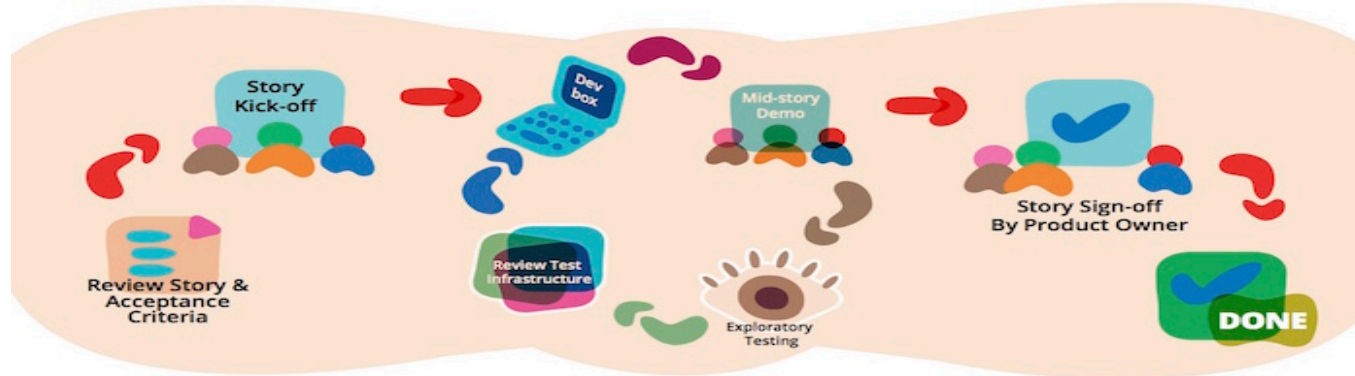 Review Story &
Acceptance
Criteria
Story
Kick-off
Dev
box
Mid-story
Demo
Exploratory
Testing
Review Test
Infrastructure
Story Sign-off
By Product Owner
DONE